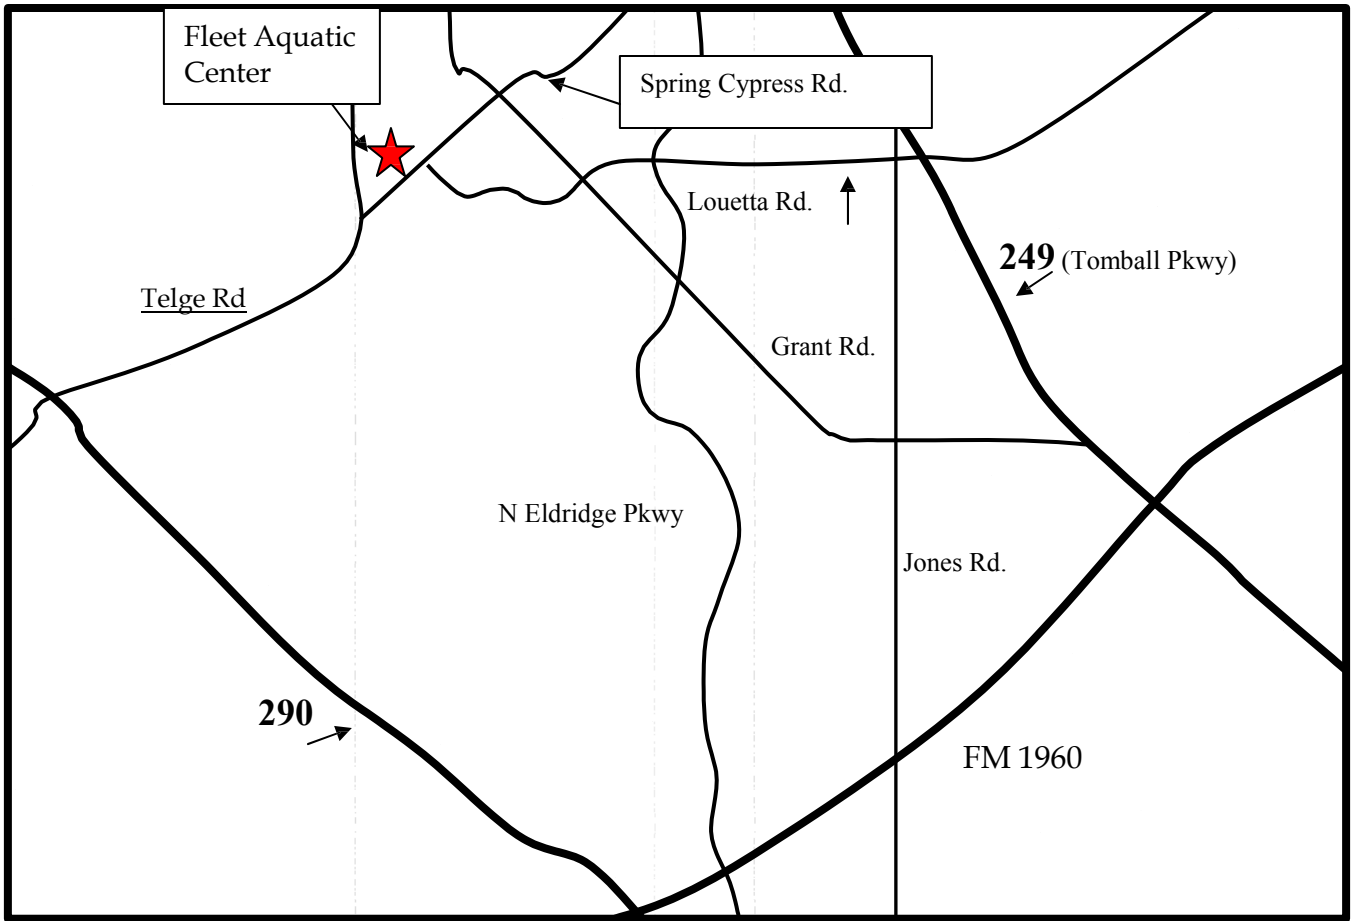 Fleet Aquatic
Center
Spring Cypress Rd.
Louetta Rd.
249 (Tomball Pkwy)
Telge Rd
Grant Rd.
N Eldridge Pkwy
Jones Rd.
290
FM 1960